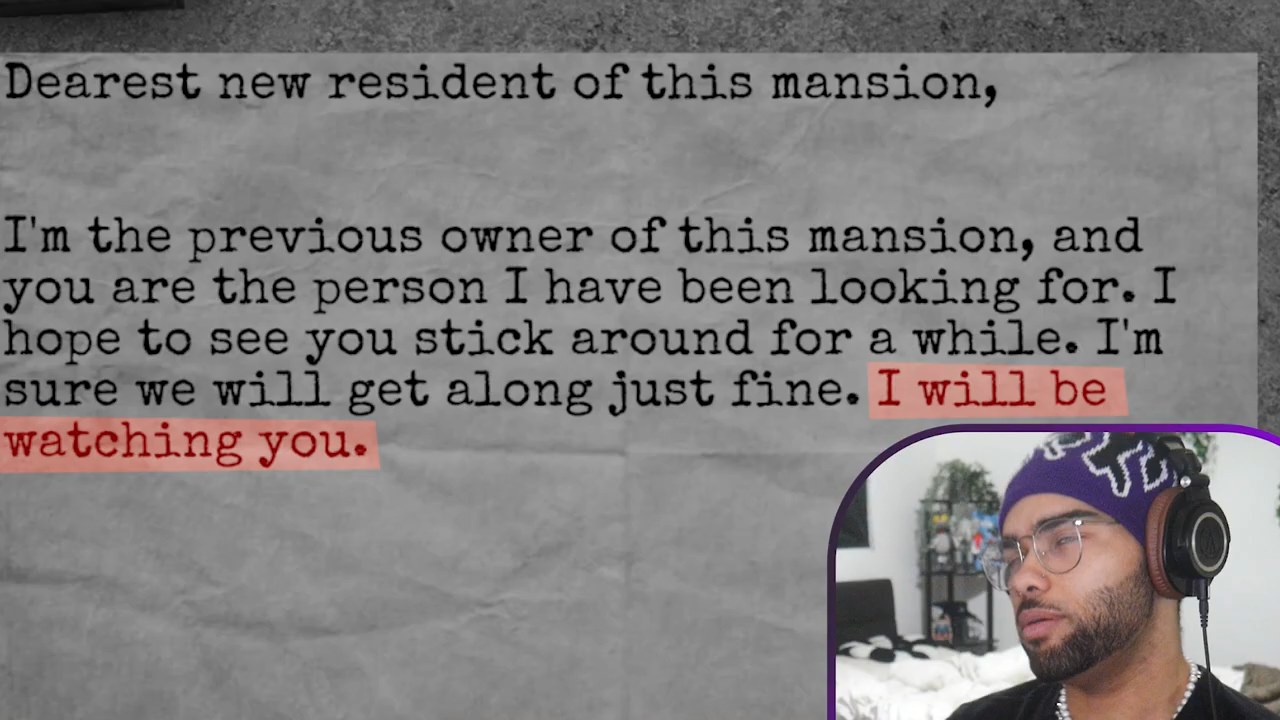 Dearest new resident of this mansion,
I'm the previous owner of this mansion, and
you are the person I have been looking for. I
hope to see you stick around for a while. I'm
sure we will get along just fine. I will be
watching you.